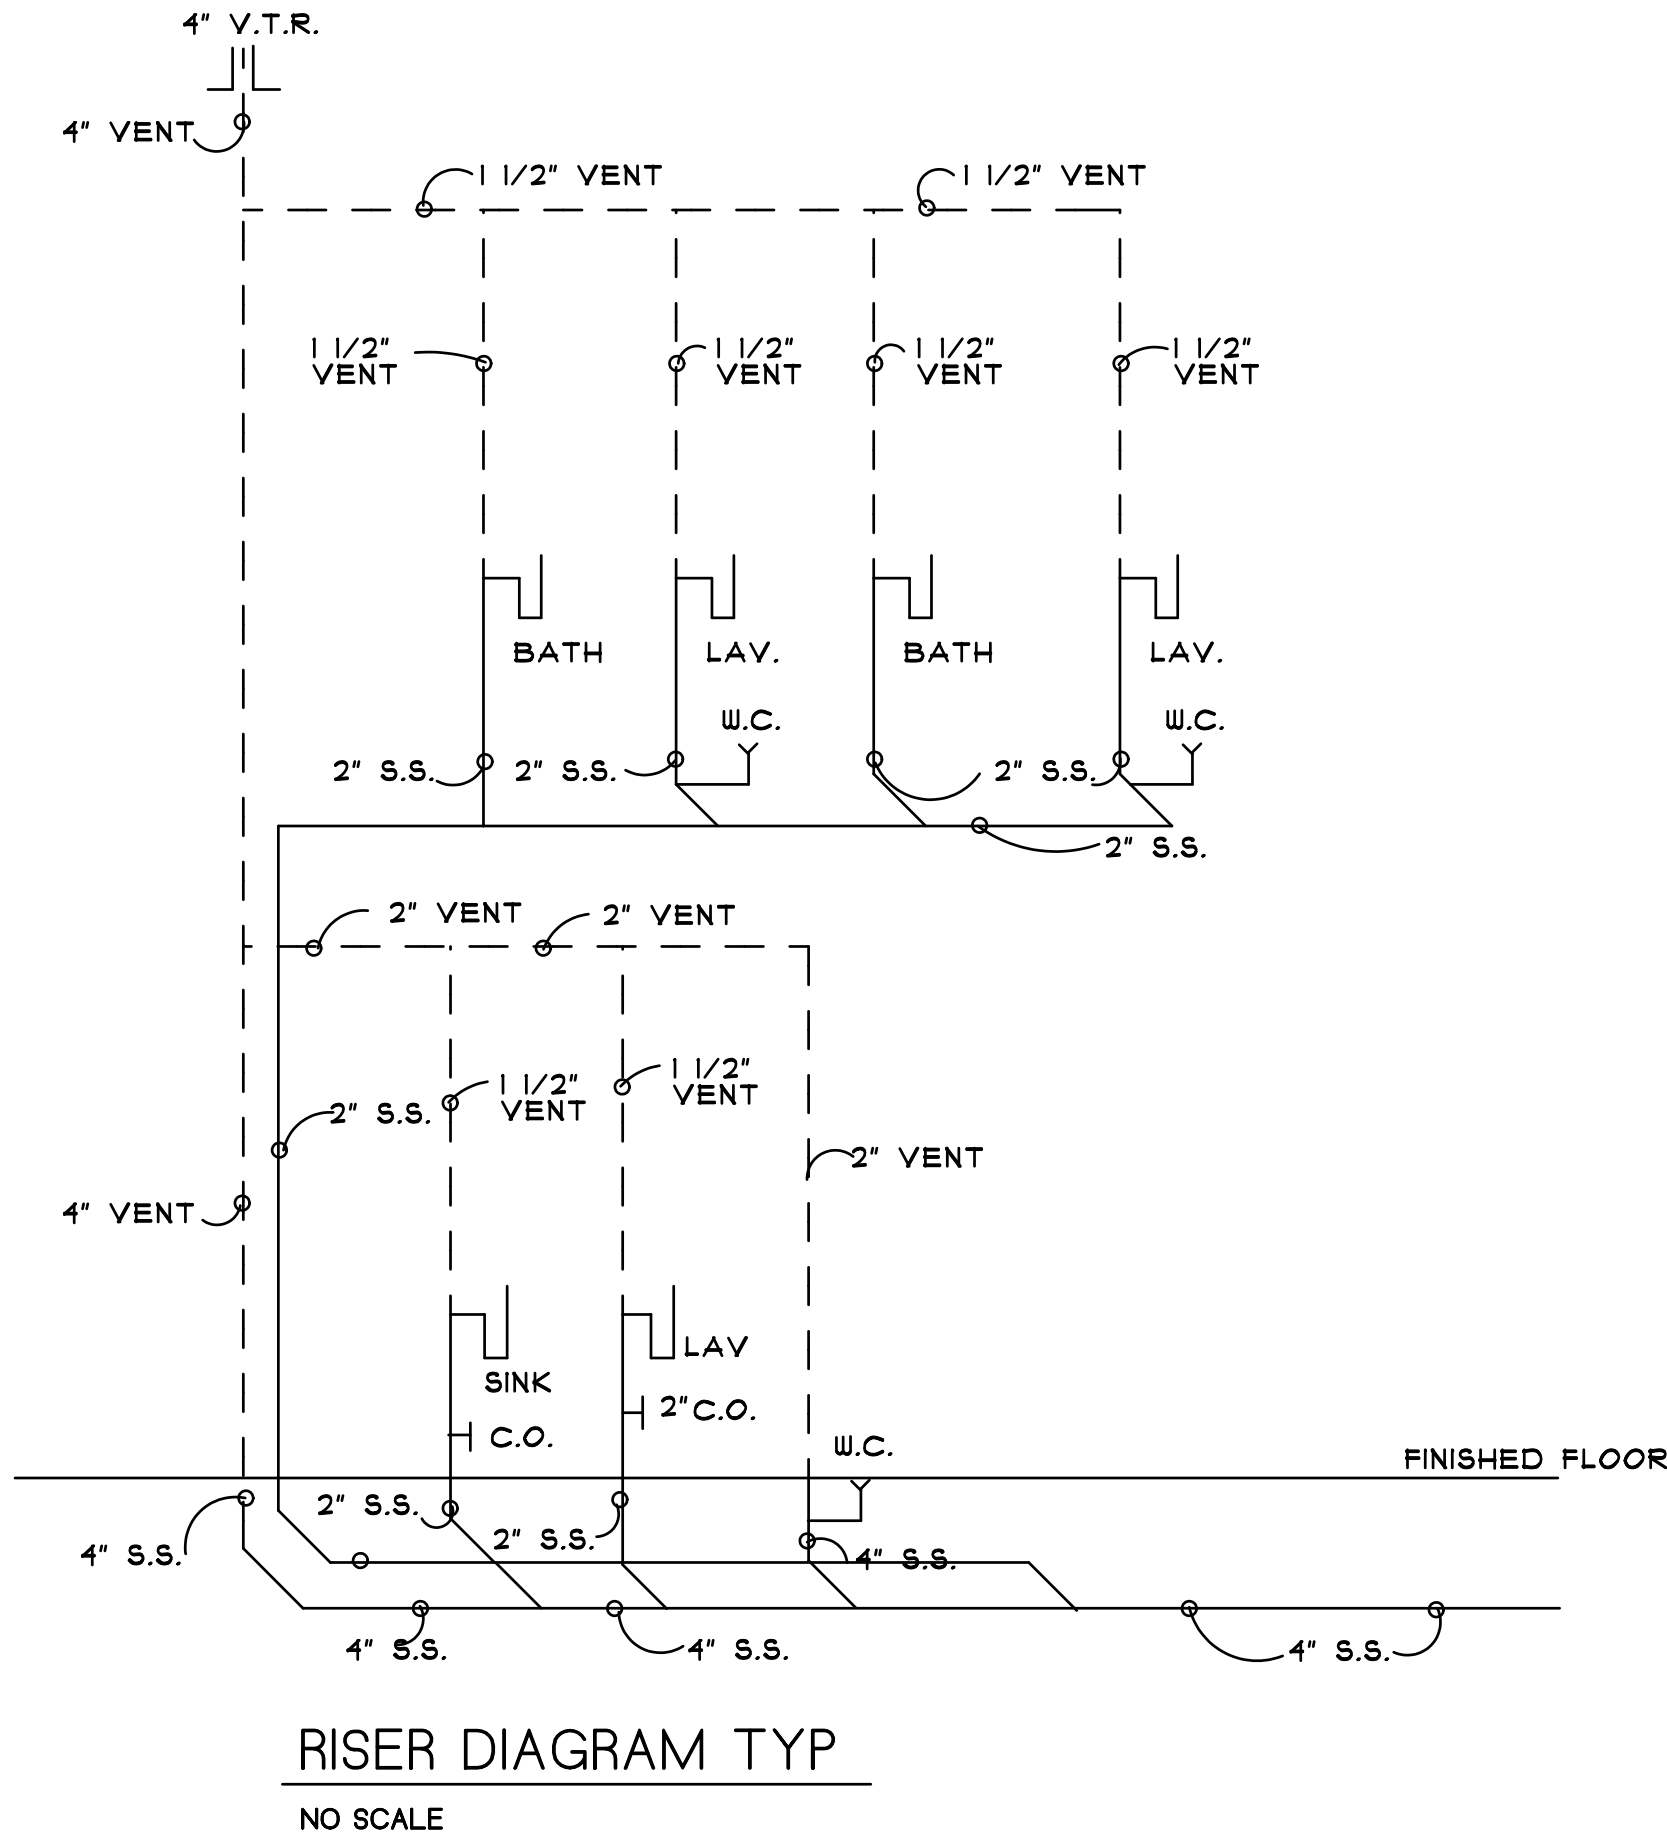 4" V.T.R.
4" VENT
1 1/2" VENT
1 1/2" VENT
1 1/2"
VENT
1 1/2"
VENT
1 1/2"
VENT
1 1/2"
VENT
BATH
LAV.
BATH
LAV.
W.C.
W.C.
2" S.S.
2" S.S.
2" S.S.
2" S.S.
2" VENT
2" VENT
1 1/2"
VENT
1 1/2"
VENT
2" S.S.
2" VENT
4" VENT
LAV
SINK
2" C.O.
C.O.
W.C.
FINISHED FLOOR
2" S.S.
2" S.S.
4" S.S.
4" S.S.
4" S.S.
4" S.S.
4" S.S.
RISER DIAGRAM TYP
NO SCALE